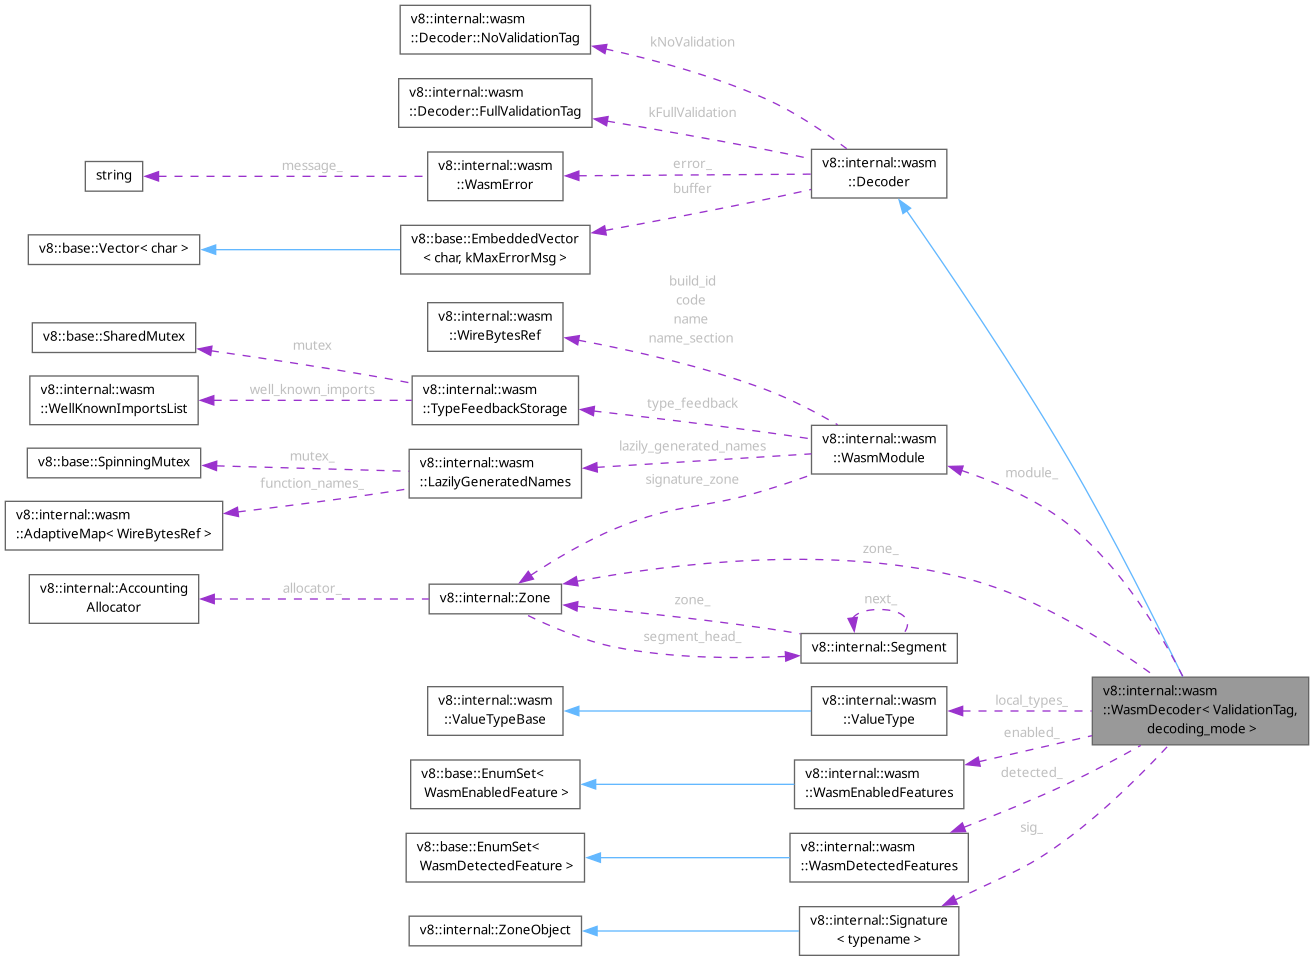 v8::internal::wasm
::Decoder::NoValidationTag
kNoValidation
v8::internal::wasm
::Decoder::FullValidationTag
kFullValidation
string
message_
v8::internal::wasm
::WasmError
error_
v8::internal::wasm
::Decoder
buffer
v8::base::Vector< char >
v8::base::EmbeddedVector
< char, kMaxErrorMsg >
build_id
code
name
name_section
v8::internal::wasm
::WireBytesRef
v8::base::SharedMutex
mutex
v8::internal::wasm
::WellKnownImportsList
well_known_imports
v8::internal::wasm
::TypeFeedbackStorage
type_feedback
v8::internal::wasm
::WasmModule
v8::base::SpinningMutex
mutex_
function_names_
v8::internal::wasm
::LazilyGeneratedNames
lazily_generated_names
signature_zone
module_
v8::internal::wasm
::AdaptiveMap< WireBytesRef >
zone_
v8::internal::Accounting
Allocator
allocator_
v8::internal::Zone
zone_
next_
segment_head_
v8::internal::Segment
v8::internal::wasm
::ValueTypeBase
v8::internal::wasm
::ValueType
local_types_
v8::internal::wasm
::WasmDecoder< ValidationTag,
decoding_mode >
enabled_
v8::base::EnumSet<
WasmEnabledFeature >
v8::internal::wasm
::WasmEnabledFeatures
detected_
v8::base::EnumSet<
WasmDetectedFeature >
v8::internal::wasm
::WasmDetectedFeatures
sig_
v8::internal::ZoneObject
v8::internal::Signature
< typename >